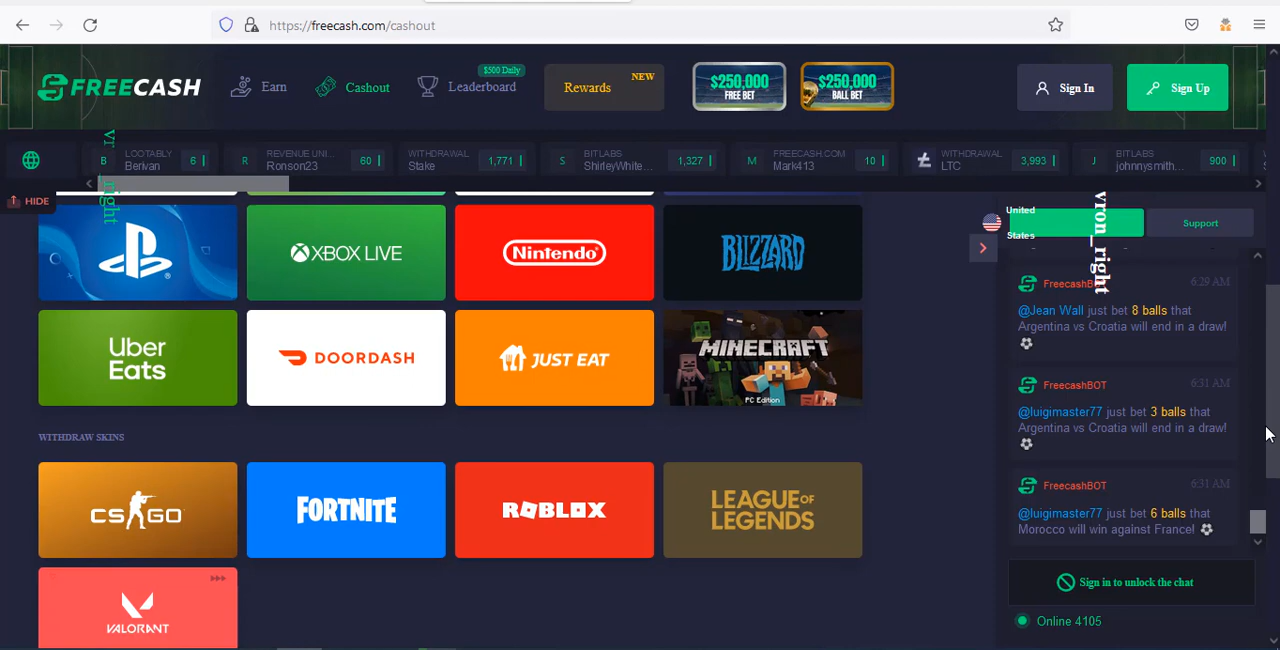 https://freecash.com/cashout
FREECASH
Earn
Cashout
Leaderboard
$500 Daily
Rewards
NEW
$250,000
FREE BET
$250,000
BALL BET
Sign In
Sign Up
B
LOOTABLY
Berivan
6
R
REVENUE UNI...
Ronson23
60
WITHDRAWAL
Stake
1,771
S
BITLABS
ShirleyWhite...
1,327
M
FREECASH.COM
Mark413
10
WITHDRAWAL
LTC
3,993
J
BITLABS
johnnysmith...
900
HIDE
right
XBOX LIVE
Nintendo
BLIZZARD
Uber
Eats
DOORDASH
JUST EAT
MINECRAFT
PC Edition
WITHDRAW SKINS
CS GO
FORTNITE
ROBLOX
LEAGUE OF
LEGENDS
VALORANT
United
States
vron_right
Support
6:29 AM
@Jean Wall just bet 8 balls that
Argentina vs Croatia will end in a draw!
FreecashBOT
6:31 AM
@luigimaster77 just bet 3 balls that
Argentina vs Croatia will end in a draw!
FreecashBOT
6:31 AM
@luigimaster77 just bet 6 balls that
Morocco will win against France!
Sign in to unlock the chat
Online 4105